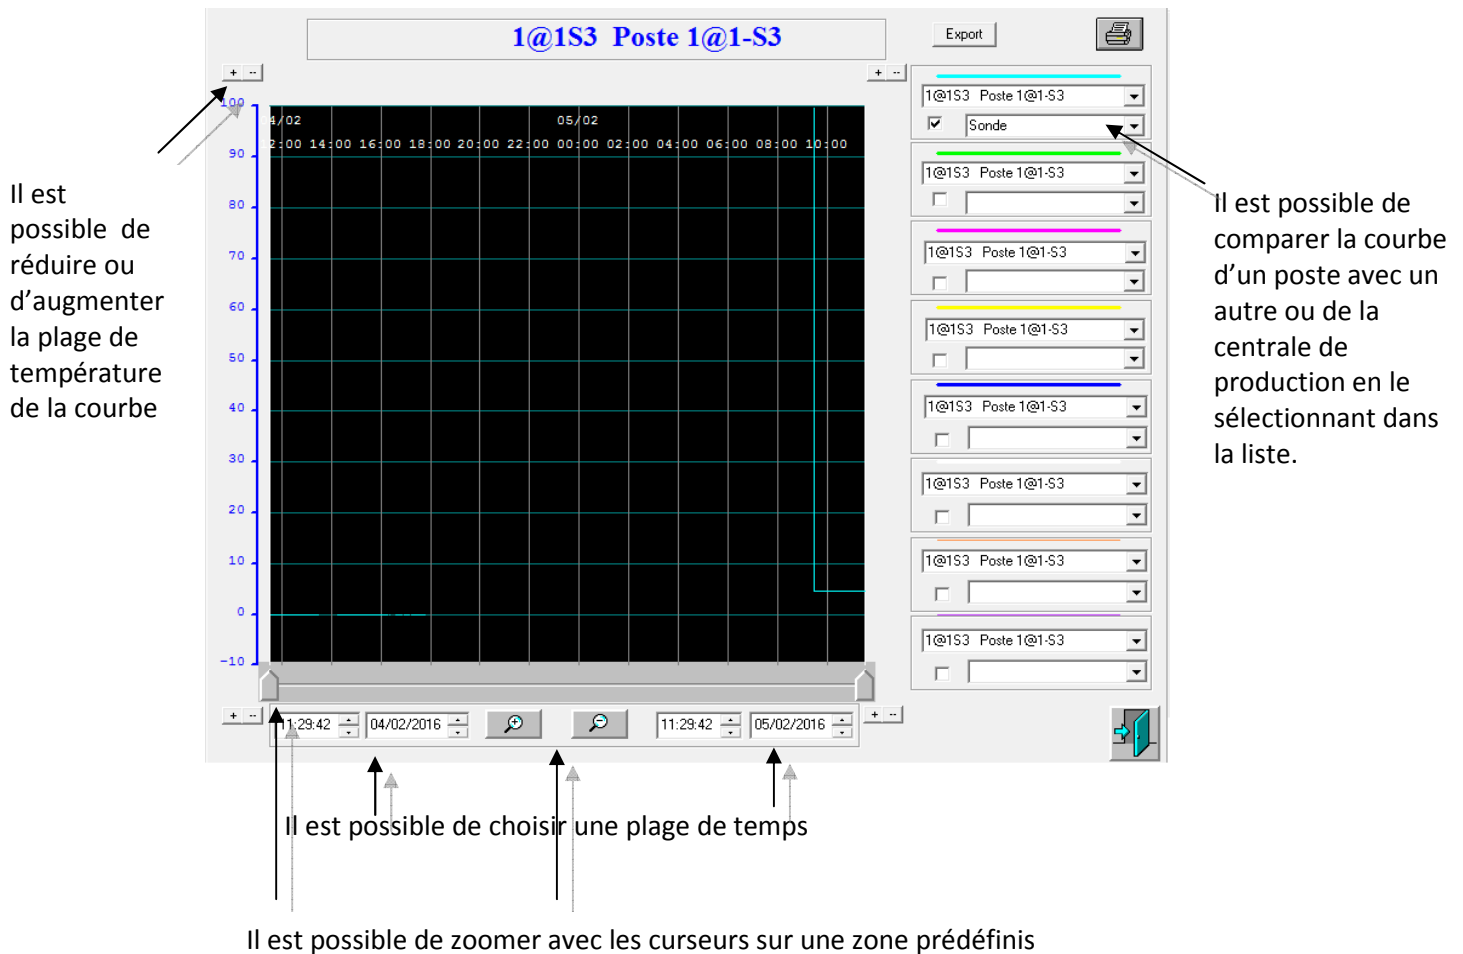 1@1S3 Poste 1@1-S3
Export
+ --
+ --
100
90
80
70
60
50
40
30
20
10
0
-10
4/02
05/02
2:00 14:00 16:00 18:00 20:00 22:00 00:00 02:00 04:00 06:00 08:00 10:00
1@1S3 Poste 1@1-S3
Sonde
1@1S3 Poste 1@1-S3
1@1S3 Poste 1@1-S3
1@1S3 Poste 1@1-S3
1@1S3 Poste 1@1-S3
1@1S3 Poste 1@1-S3
1@1S3 Poste 1@1-S3
1@1S3 Poste 1@1-S3
+ --
11:29:42
04/02/2016
11:29:42
05/02/2016
+ --
Il est
possible de
réduire ou
d'augmenter
la plage de
température
de la courbe
Il est possible de
comparer la courbe
d'un poste avec un
autre ou de la
centrale de
production en le
sélectionnant dans
la liste.
Il est possible de choisir une plage de temps
Il est possible de zoomer avec les curseurs sur une zone prédéfinis